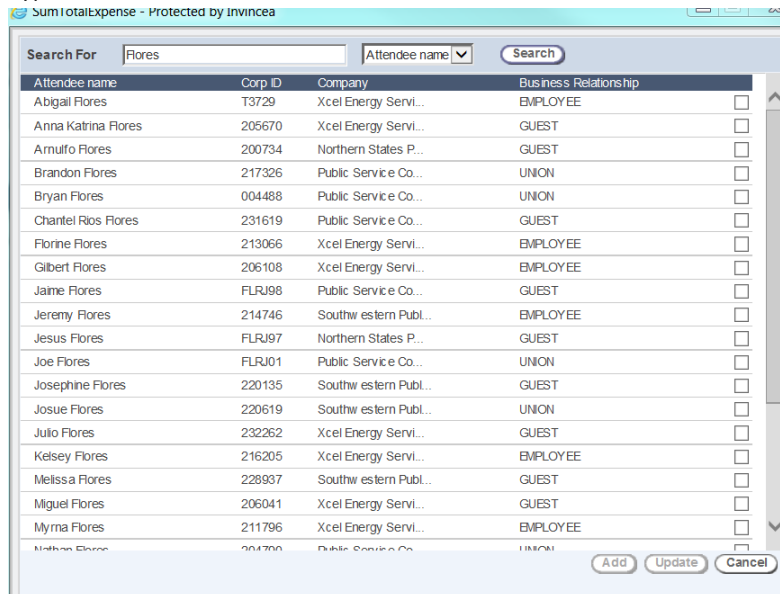 SumTotalExpense - Protected by Invincea
Search For Flores Attendee name Search
Attendee name Corp ID Company Business Relationship
Abigail Flores T3729 Xcel Energy Servi... EMPLOYEE
Anna Katrina Flores 205670 Xcel Energy Servi... GUEST
Arnulfo Flores 200734 Northern States P... GUEST
Brandon Flores 217326 Public Service Co... UNION
Bryan Flores 004488 Public Service Co... UNION
Chantel Rios Flores 231619 Public Service Co... GUEST
Florine Flores 213066 Xcel Energy Servi... EMPLOYEE
Gilbert Flores 206108 Xcel Energy Servi... EMPLOYEE
Jaime Flores FLRJ98 Public Service Co... GUEST
Jeremy Flores 214746 Southwestern Publ... EMPLOYEE
Jesus Flores FLRJ97 Northern States P... GUEST
Joe Flores FLRJ01 Public Service Co... UNION
Josephine Flores 220135 Southwestern Publ... GUEST
Josue Flores 220619 Southwestern Publ... UNION
Julio Flores 232262 Xcel Energy Servi... GUEST
Kelsey Flores 216205 Xcel Energy Servi... EMPLOYEE
Melissa Flores 228937 Southwestern Publ... GUEST
Miguel Flores 206041 Xcel Energy Servi... GUEST
Myrna Flores 211796 Xcel Energy Servi... EMPLOYEE
Nathan Flores 204700 Public Service Co... UNION
Add Update Cancel